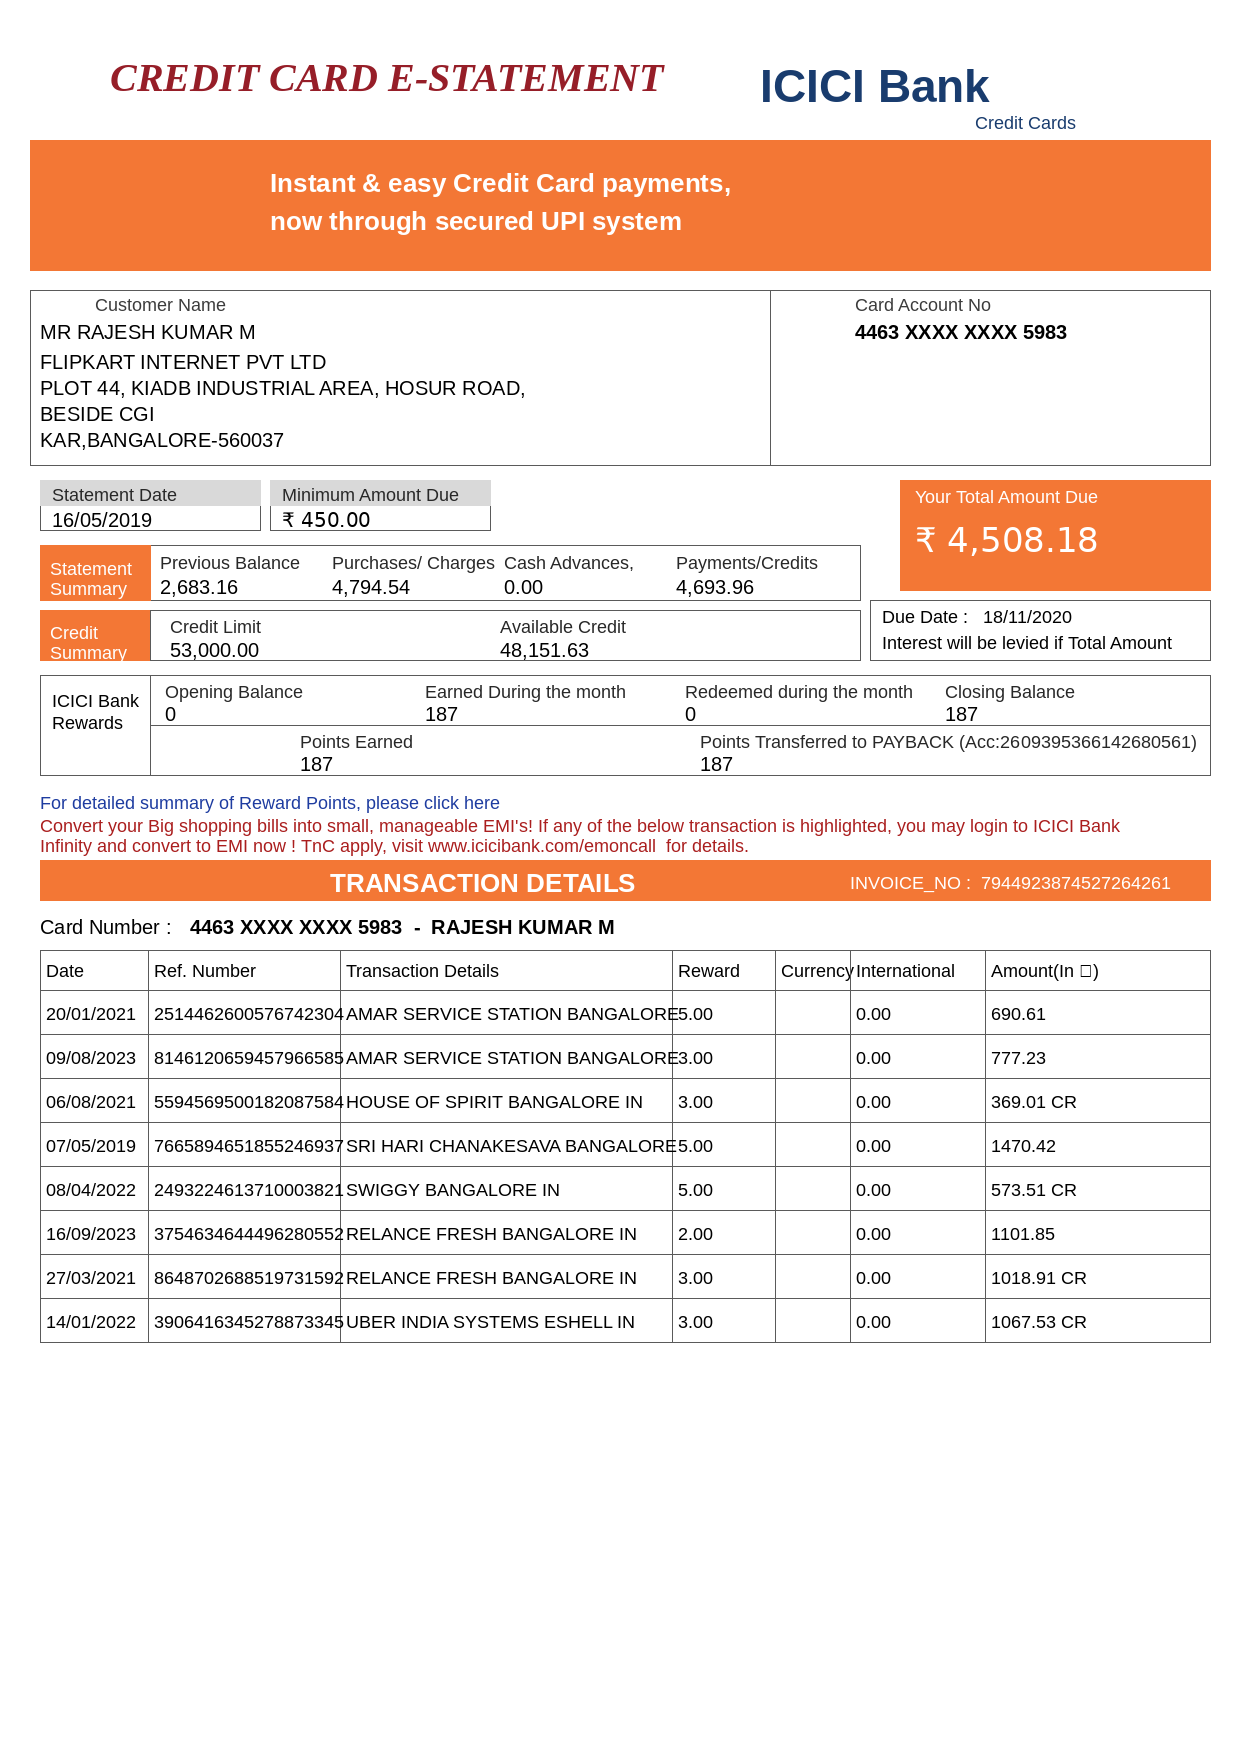 CREDIT CARD E-STATEMENT
ICICI Bank
Credit Cards
Instant & easy Credit Card payments,
now through secured UPI system
Customer Name
MR RAJESH KUMAR M
FLIPKART INTERNET PVT LTD
PLOT 44, KIADB INDUSTRIAL AREA, HOSUR ROAD,
BESIDE CGI
KAR,BANGALORE-560037
Card Account No
4463 XXXX XXXX 5983
Statement Date
16/05/2019
Minimum Amount Due
₹ 450.00
Your Total Amount Due
₹ 4,508.18
Statement
Summary
Previous Balance Purchases/ Charges Cash Advances, Payments/Credits
2,683.16 4,794.54 0.00 4,693.96
Credit
Summary
Credit Limit Available Credit
53,000.00 48,151.63
Due Date : 18/11/2020
Interest will be levied if Total Amount
ICICI Bank
Rewards
Opening Balance Earned During the month Redeemed during the month Closing Balance
0 187 0 187
Points Earned Points Transferred to PAYBACK (Acc:2609395366142680561)
187 187
For detailed summary of Reward Points, please click here
Convert your Big shopping bills into small, manageable EMI's! If any of the below transaction is highlighted, you may login to ICICI Bank
Infinity and convert to EMI now ! TnC apply, visit www.icicibank.com/emoncall for details.
TRANSACTION DETAILS INVOICE_NO : 7944923874527264261
Card Number : 4463 XXXX XXXX 5983 - RAJESH KUMAR M
Date Ref. Number Transaction Details Reward Currency International Amount(In □)
20/01/2021 2514462600576742304 AMAR SERVICE STATION BANGALORE 5.00 0.00 690.61
09/08/2023 8146120659457966585 AMAR SERVICE STATION BANGALORE 3.00 0.00 777.23
06/08/2021 5594569500182087584 HOUSE OF SPIRIT BANGALORE IN 3.00 0.00 369.01 CR
07/05/2019 7665894651855246937 SRI HARI CHANAKESAVA BANGALORE 5.00 0.00 1470.42
08/04/2022 2493224613710003821 SWIGGY BANGALORE IN 5.00 0.00 573.51 CR
16/09/2023 3754634644496280552 RELANCE FRESH BANGALORE IN 2.00 0.00 1101.85
27/03/2021 8648702688519731592 RELANCE FRESH BANGALORE IN 3.00 0.00 1018.91 CR
14/01/2022 3906416345278873345 UBER INDIA SYSTEMS ESHELL IN 3.00 0.00 1067.53 CR